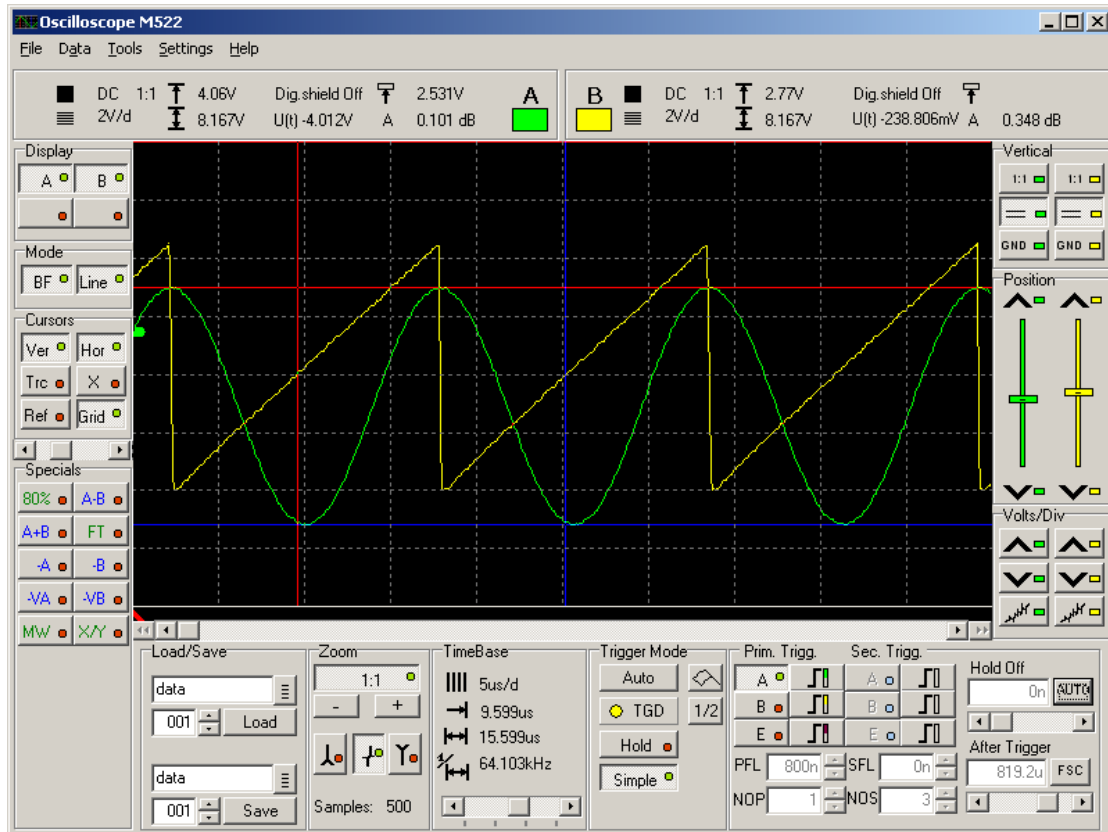 Oscilloscope M522
File Data Tools Settings Help
DC 1:1 4.06V Dig.shield Off 2.531V A
2V/d 8.167V U(t) -4.012V A 0.101 dB
B DC 1:1 2.77V Dig.shield Off
2V/d 8.167V U(t) -238.806mV A 0.348 dB
Display
A B
Mode
BF Line
Cursors
Ver Hor
Trc X
Ref Grid
Specials
80% A-B
A+B FT
-A -B
-VA -VB
MW X/Y
Vertical
1:1 1:1
GND GND
Position
Volts/Div
Load/Save
data
001 Load
data
001 Save
Zoom
1:1
- +
Samples: 500
TimeBase
5us/d
9.599us
15.599us
64.103kHz
Trigger Mode
Auto
TGD 1/2
Hold
Simple
Prim. Trigg. Sec. Trigg.
A A
B B
E E
PFL 800n SFL 0n
NOP 1 NOS 3
Hold Off
0n AUTO
After Trigger
819.2u FSC